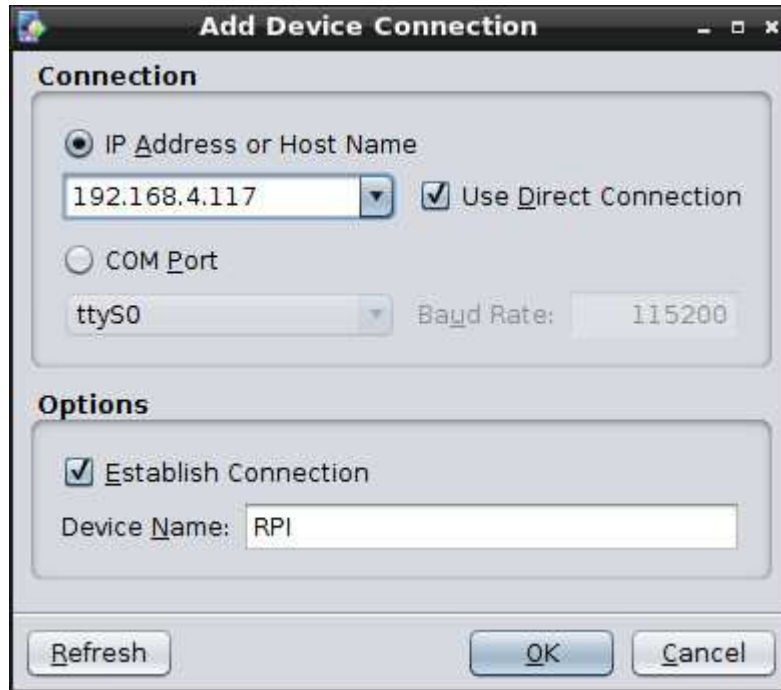 Add Device Connection
Connection
IP Address or Host Name
192.168.4.117 Use Direct Connection
COM Port
ttyS0 Baud Rate: 115200
Options
Establish Connection
Device Name: RPI
Refresh OK Cancel